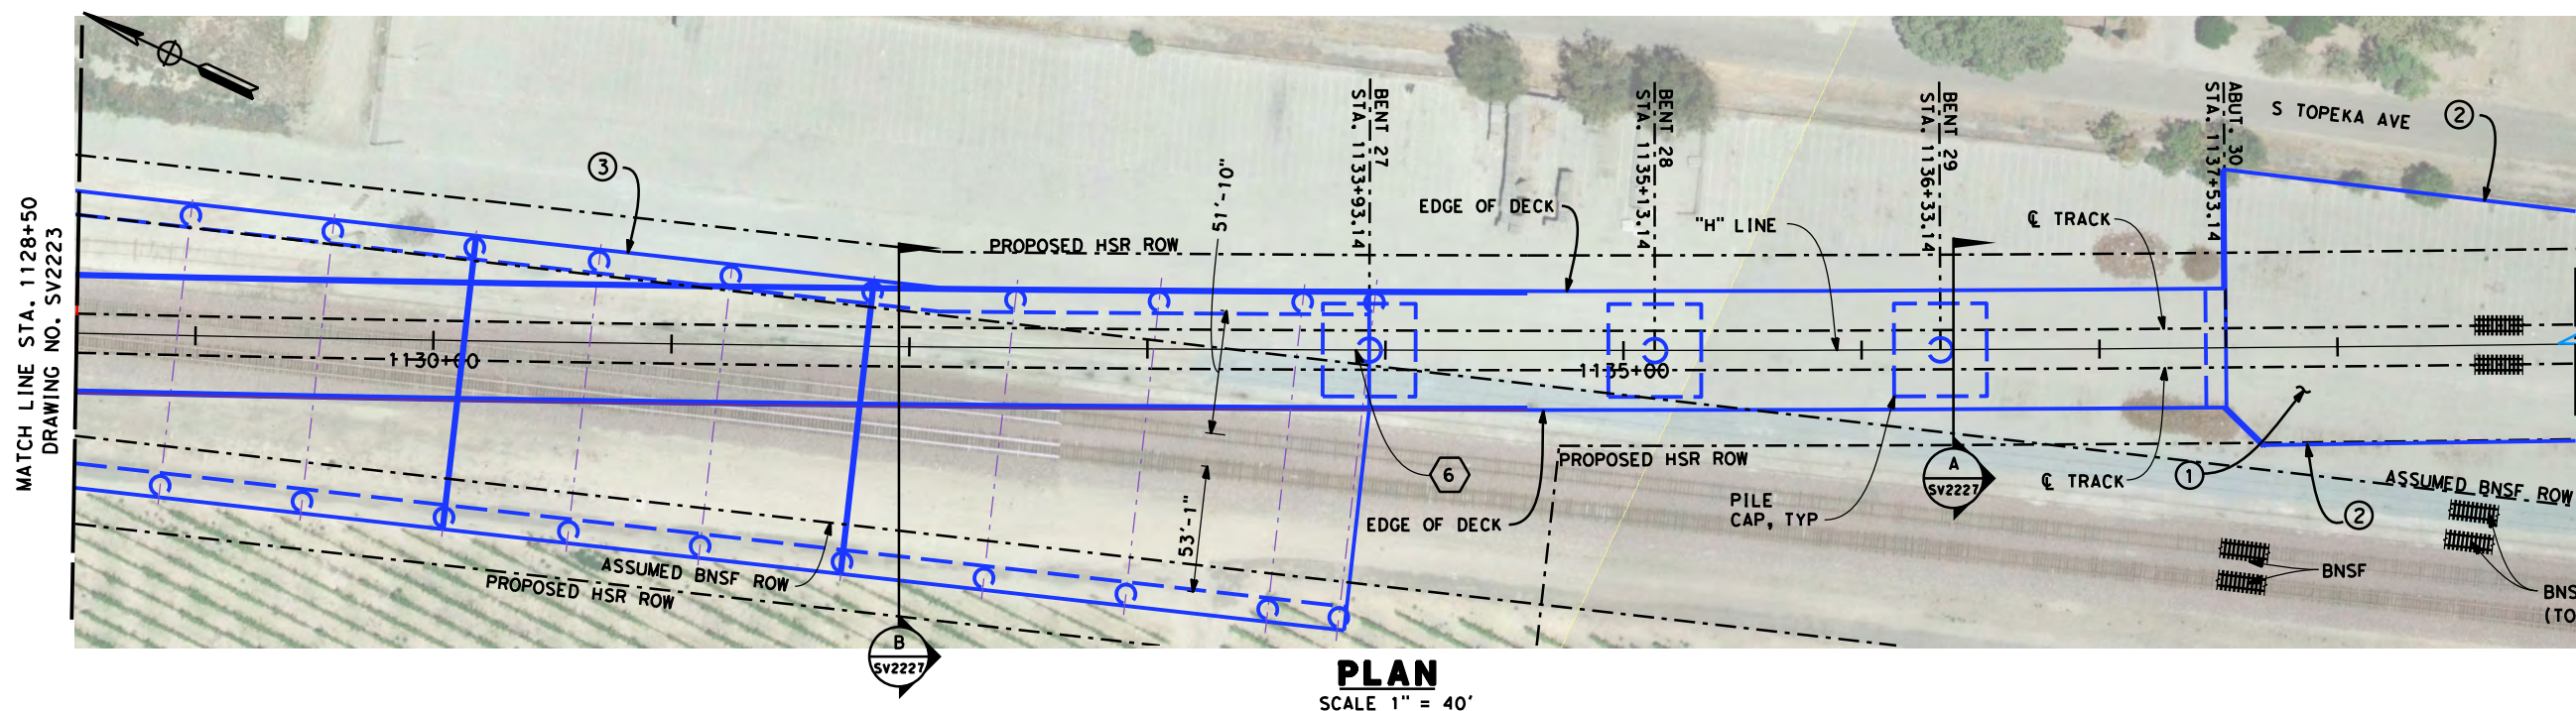 MATCH LINE STA. 1128+50
DRAWING NO. SV2223
3
PROPOSED HSR ROW
51'-10"
BENT 27
STA. 1133+93.14
EDGE OF DECK
BENT 28
STA. 1135+13.14
"H" LINE
BENT 29
STA. 1136+33.14
℄ TRACK
ABUT. 30
STA. 1137+53.14
S TOPEKA AVE
2
1130+00
1135+00
6
53'-1"
EDGE OF DECK
PROPOSED HSR ROW
PILE
CAP, TYP
A
SV2227
℄ TRACK
1
ASSUMED BNSF ROW
2
BNSF
BNS
(TO
ASSUMED BNSF ROW
PROPOSED HSR ROW
B
SV2227
PLAN
SCALE 1" = 40'